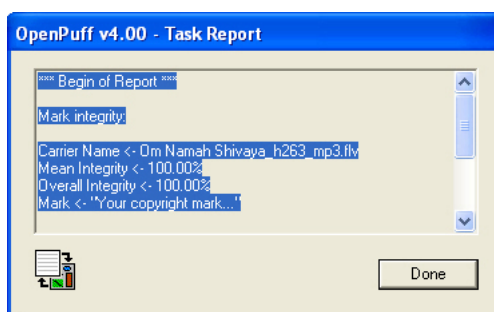 OpenPuff v4.00 - Task Report
*** Begin of Report ***
Mark integrity:
Carrier Name <- Om Namah Shivaya_h263_mp3.flv
Mean Integrity <- 100.00%
Overall Integrity <- 100.00%
Mark <- "Your copyright mark..."
Done